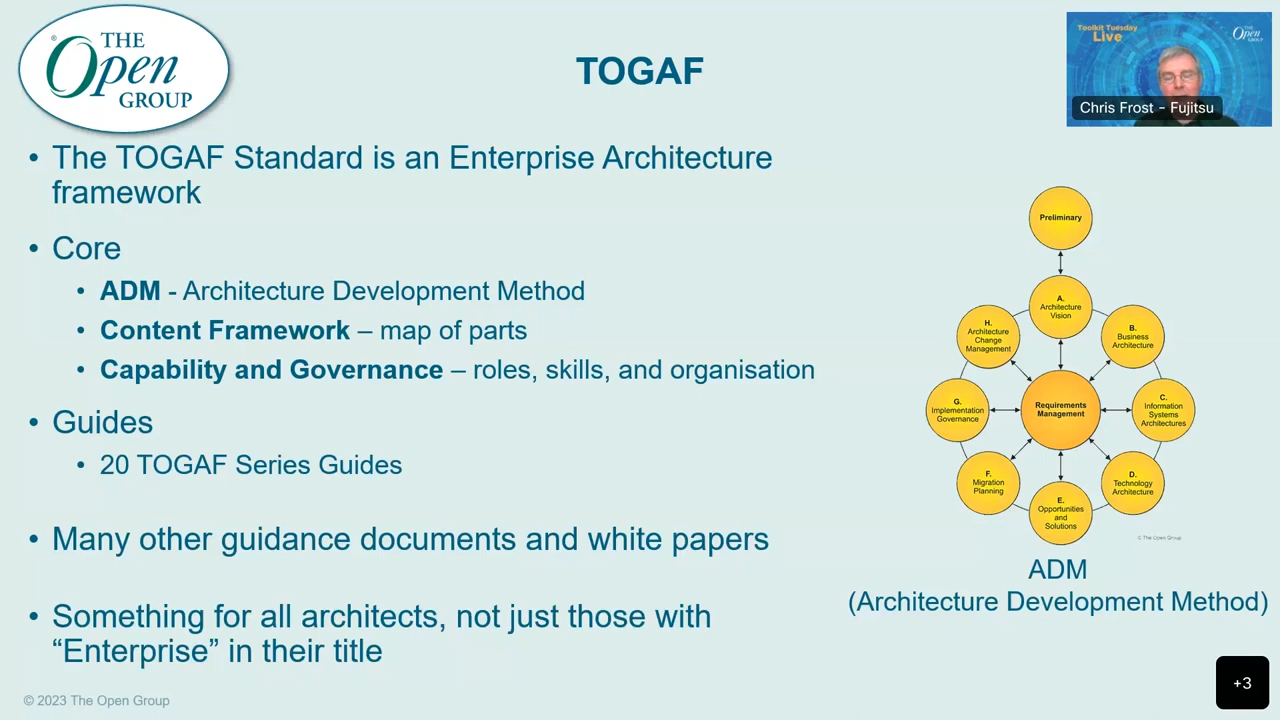 THE
Open
GROUP
®
TOGAF
Toolkit Tuesday
Live
Open
Chris Frost - Fujitsu
• The TOGAF Standard is an Enterprise Architecture
framework
• Core
• ADM - Architecture Development Method
• Content Framework – map of parts
• Capability and Governance – roles, skills, and organisation
• Guides
• 20 TOGAF Series Guides
• Many other guidance documents and white papers
• Something for all architects, not just those with
“Enterprise” in their title
Preliminary
A.
Architecture
Vision
B.
Business
Architecture
C.
Information
Systems
Architectures
D.
Technology
Architecture
E.
Opportunities
and
Solutions
F.
Migration
Planning
G.
Implementation
Governance
H.
Architecture
Change
Management
Requirements
Management
© The Open Group
ADM
(Architecture Development Method)
© 2023 The Open Group
+3